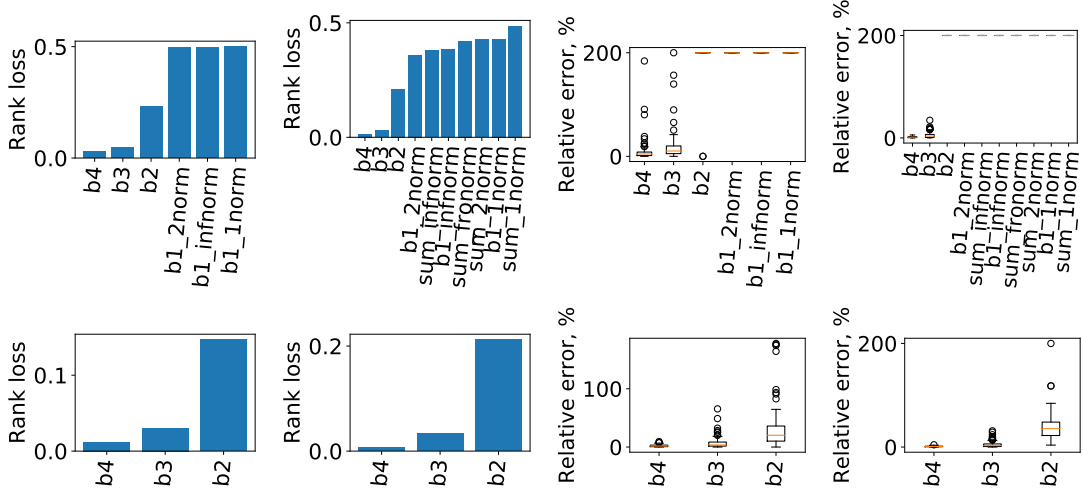 Rank loss
0.5
0.0
b4
b3
b2
b1_2norm
b1_infnorm
b1_1norm
Rank loss
0.5
0.0
b4
b3
b2
b1_2norm
sum_infnorm
b1_infnorm
sum_fronorm
sum_2norm
b1_1norm
sum_1norm
Relative error, %
200
0
b4
b3
b2
b1_2norm
b1_infnorm
b1_1norm
Relative error, %
200
0
b4
b3
b2
b1_2norm
sum_infnorm
b1_infnorm
sum_fronorm
sum_2norm
b1_1norm
sum_1norm
Rank loss
0.1
0.0
b4
b3
b2
Rank loss
0.2
0.0
b4
b3
b2
Relative error, %
100
0
b4
b3
b2
Relative error, %
200
0
b4
b3
b2